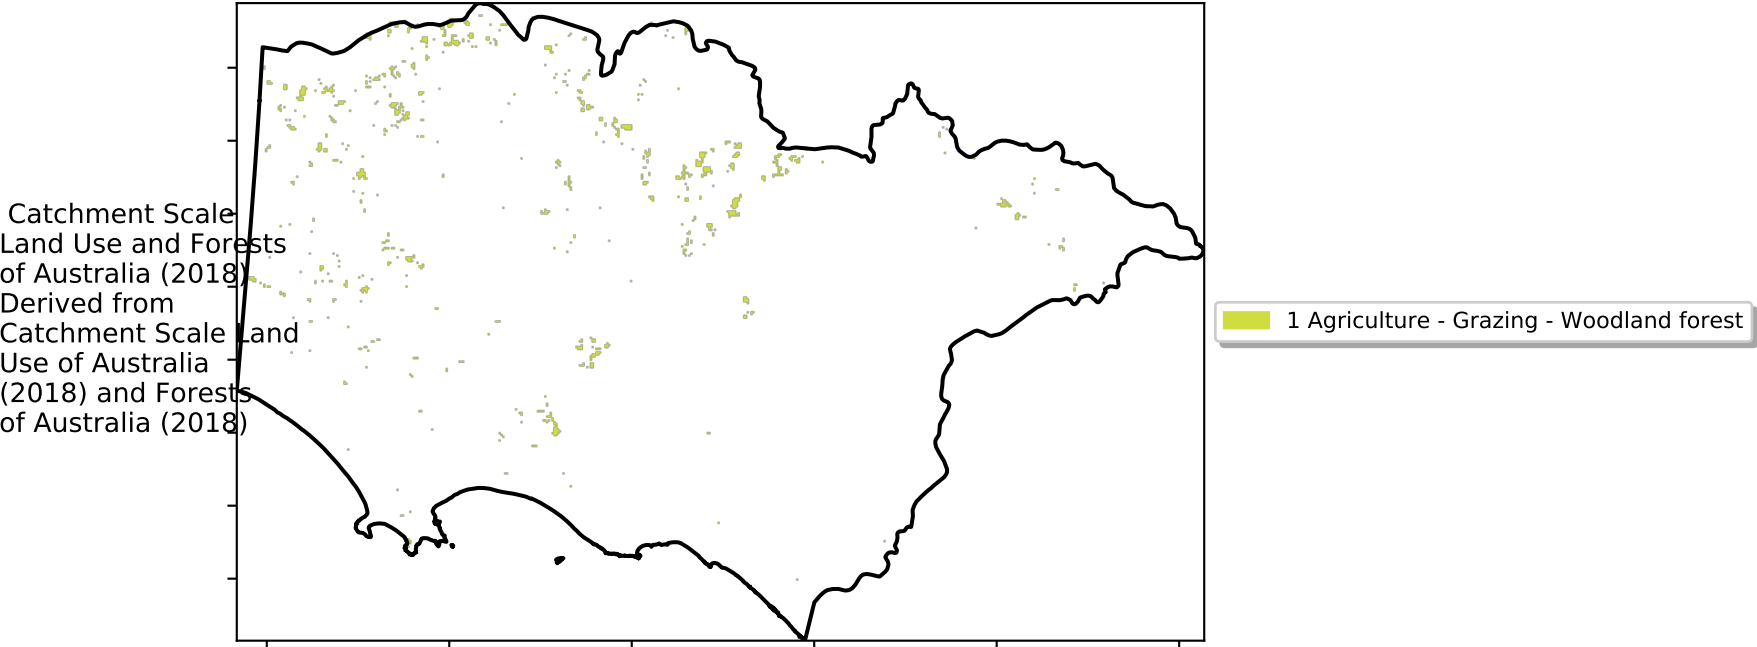 Catchment Scale
Land Use and Forests
of Australia (2018)
Derived from
Catchment Scale Land
Use of Australia
(2018) and Forests
of Australia (2018)
1 Agriculture - Grazing - Woodland forest